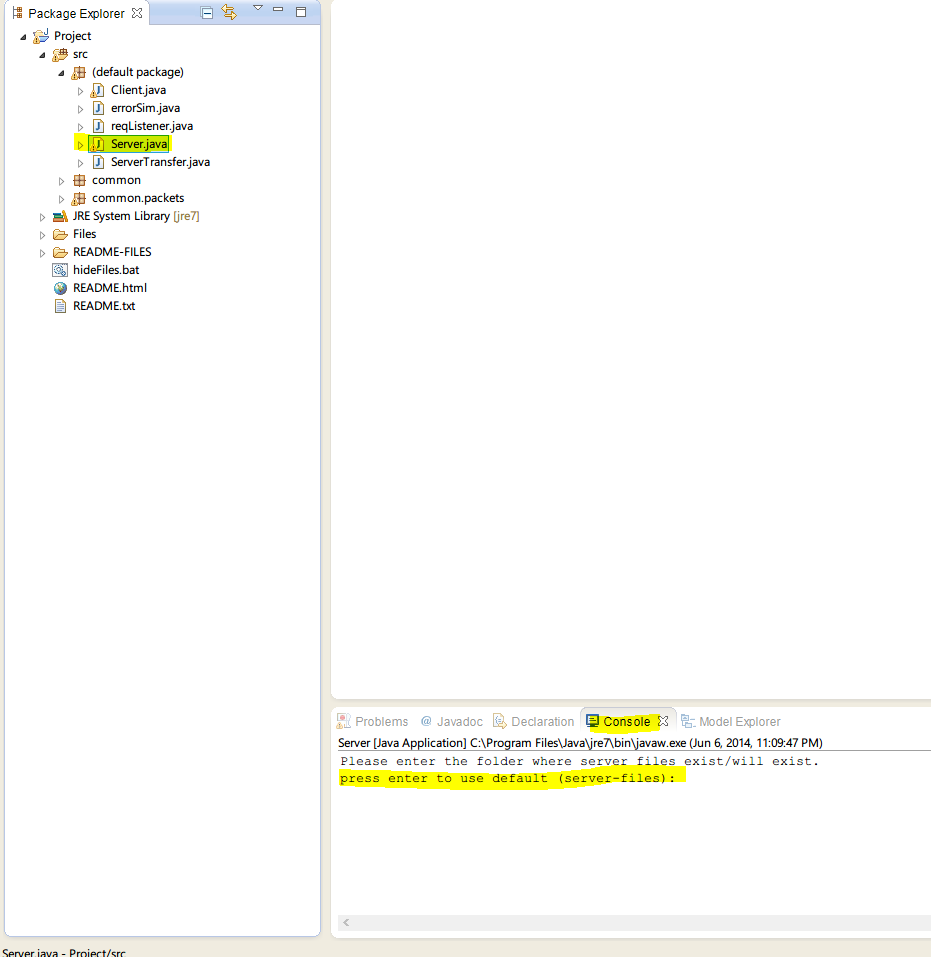 Package Explorer
Project
src
(default package)
Client.java
errorSim.java
reqListener.java
Server.java
ServerTransfer.java
common
common.packets
JRE System Library [jre7]
Files
README-FILES
hideFiles.bat
README.html
README.txt
Problems @ Javadoc Declaration Console Model Explorer
Server [Java Application] C:\Program Files\Java\jre7\bin\javaw.exe (Jun 6, 2014, 11:09:47 PM)
Please enter the folder where server files exist/will exist.
press enter to use default (server-files):
Server.java - Project/src